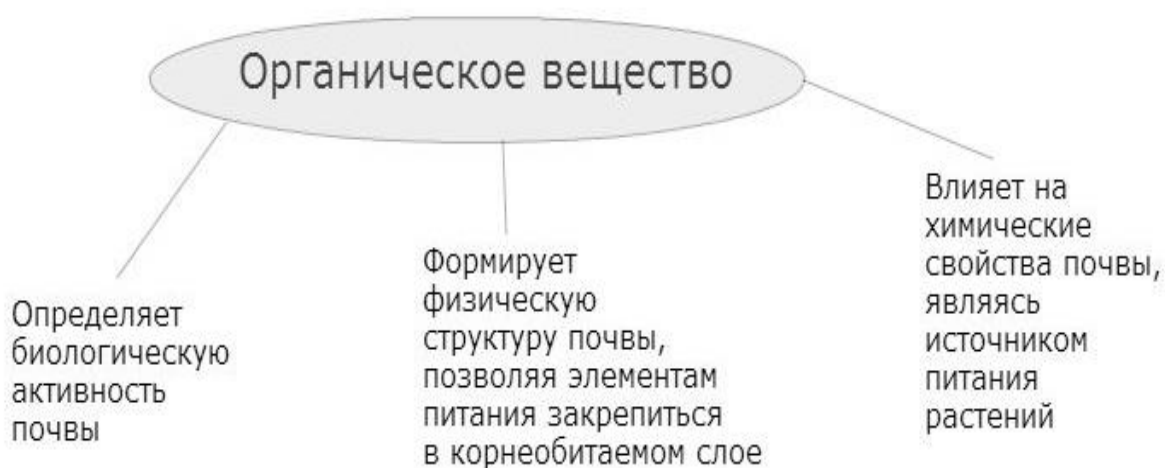 Органическое вещество
Определяет
биологическую
активность
почвы
Формирует
физическую
структуру почвы,
позволяя элементам
питания закрепиться
в корнеобитаемом слое
Влияет на
химические
свойства почвы,
являясь
источником
питания
растений